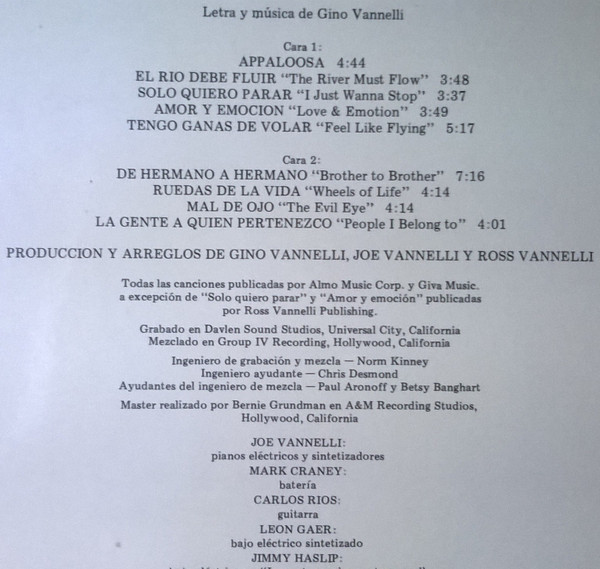 Letra y música de Gino Vannelli
Cara 1:
APPALOOSA 4:44
EL RIO DEBE FLUIR “The River Must Flow” 3:48
SOLO QUIERO PARAR “I Just Wanna Stop” 3:37
AMOR Y EMOCION “Love & Emotion” 3:49
TENGO GANAS DE VOLAR “Feel Like Flying” 5:17
Cara 2:
DE HERMANO A HERMANO “Brother to Brother” 7:16
RUEDAS DE LA VIDA “Wheels of Life” 4:14
MAL DE OJO “The Evil Eye” 4:14
LA GENTE A QUIEN PERTENEZCO “People I Belong to” 4:01
PRODUCCION Y ARREGLOS DE GINO VANNELLI, JOE VANNELLI Y ROSS VANNELLI
Todas las canciones publicadas por Almo Music Corp. y Giva Music.
a excepción de “Solo quiero parar” y “Amor y emoción” publicadas
por Ross Vannelli Publishing.
Grabado en Davlen Sound Studios, Universal City, California
Mezclado en Group IV Recording, Hollywood, California
Ingeniero de grabación y mezcla — Norm Kinney
Ingeniero ayudante — Chris Desmond
Ayudantes del ingeniero de mezcla — Paul Aronoff y Betsy Banghart
Master realizado por Bernie Grundman en A&M Recording Studios,
Hollywood, California
JOE VANNELLI:
pianos eléctricos y sintetizadores
MARK CRANEY:
batería
CARLOS RIOS:
guitarra
LEON GAER:
bajo eléctrico sintetizado
JIMMY HASLIP: